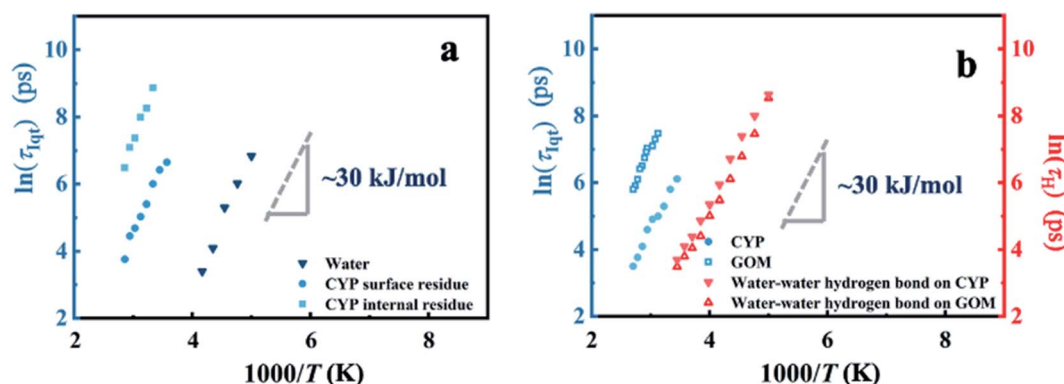 a
ln(τIqt) (ps)
10
8
6
4
2
~30 kJ/mol
Water
CYP surface residue
CYP internal residue
2 4 6 8
1000/T (K)
b
ln(τIqt) (ps)
10
8
6
4
2
~30 kJ/mol
CYP
GOM
Water-water hydrogen bond on CYP
Water-water hydrogen bond on GOM
10
8
6
4
2
ln(τH) (ps)
2 4 6 8
1000/T (K)